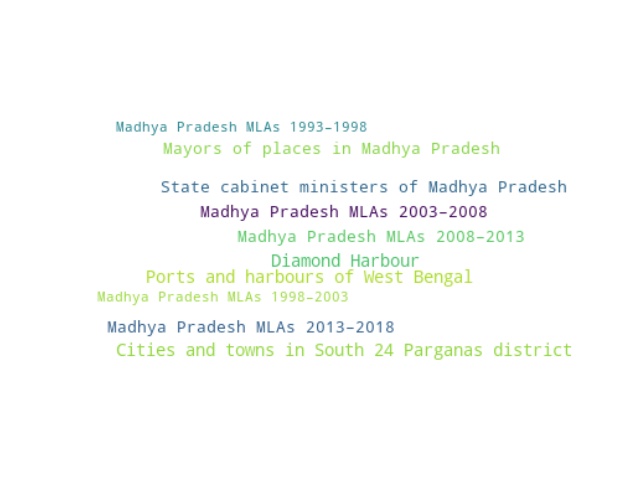 Madhya Pradesh MLAs 1993–1998
Mayors of places in Madhya Pradesh
State cabinet ministers of Madhya Pradesh
Madhya Pradesh MLAs 2003–2008
Madhya Pradesh MLAs 2008–2013
Diamond Harbour
Ports and harbours of West Bengal
Madhya Pradesh MLAs 1998–2003
Madhya Pradesh MLAs 2013–2018
Cities and towns in South 24 Parganas district